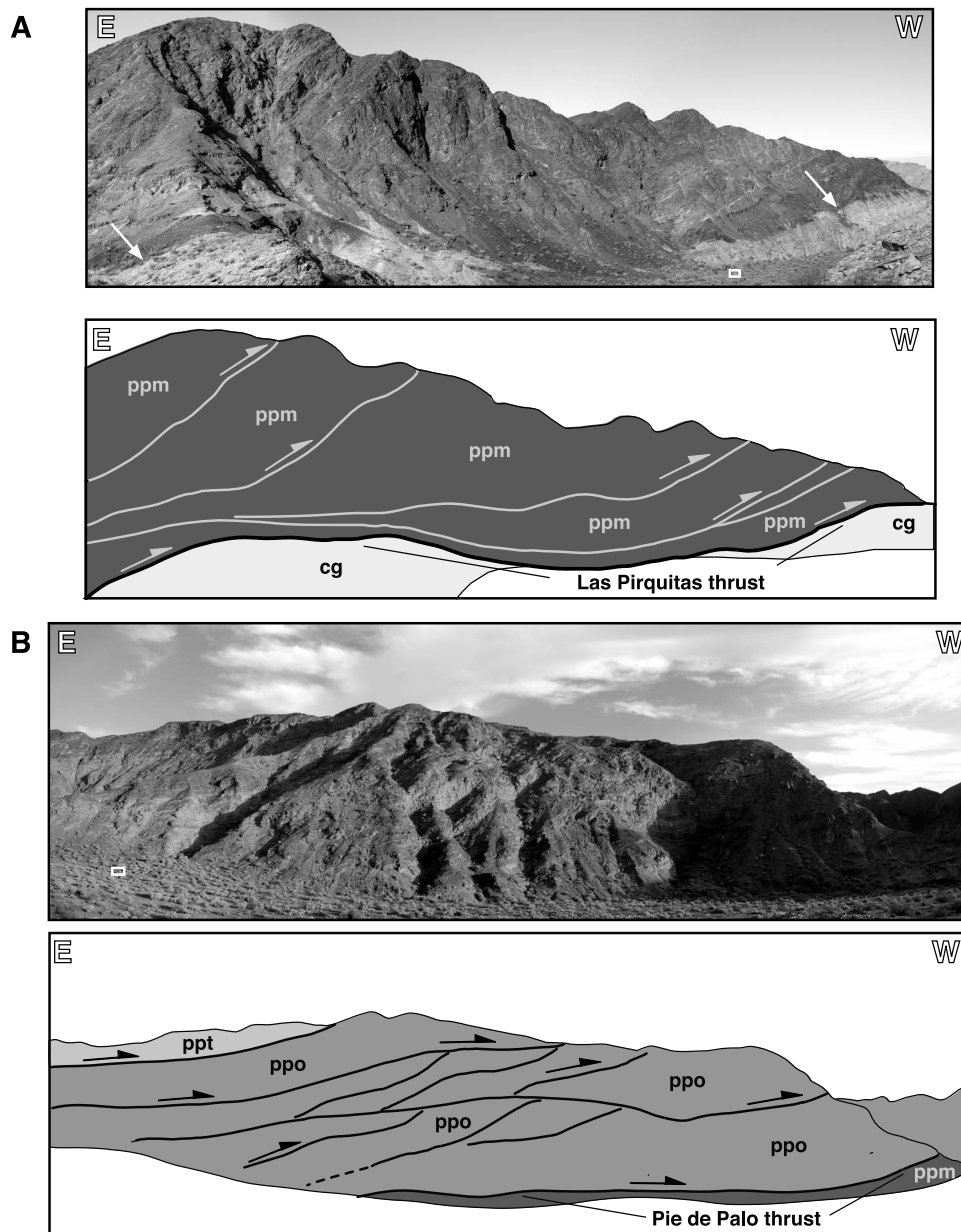 A
E W
E W
ppm
ppm
ppm
ppm
ppm
cg
cg
Las Pirquitas thrust
B
E W
E W
ppt
ppo
ppo
ppo
ppo
ppm
Pie de Palo thrust